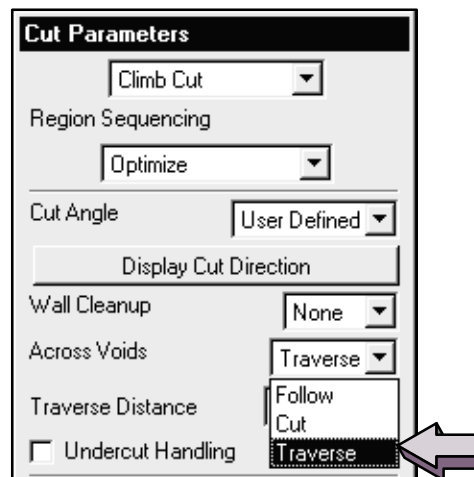 Cut Parameters
Climb Cut
Region Sequencing
Optimize
Cut Angle User Defined
Display Cut Direction
Wall Cleanup None
Across Voids Traverse
Follow
Traverse Distance
Cut
Undercut Handling Traverse